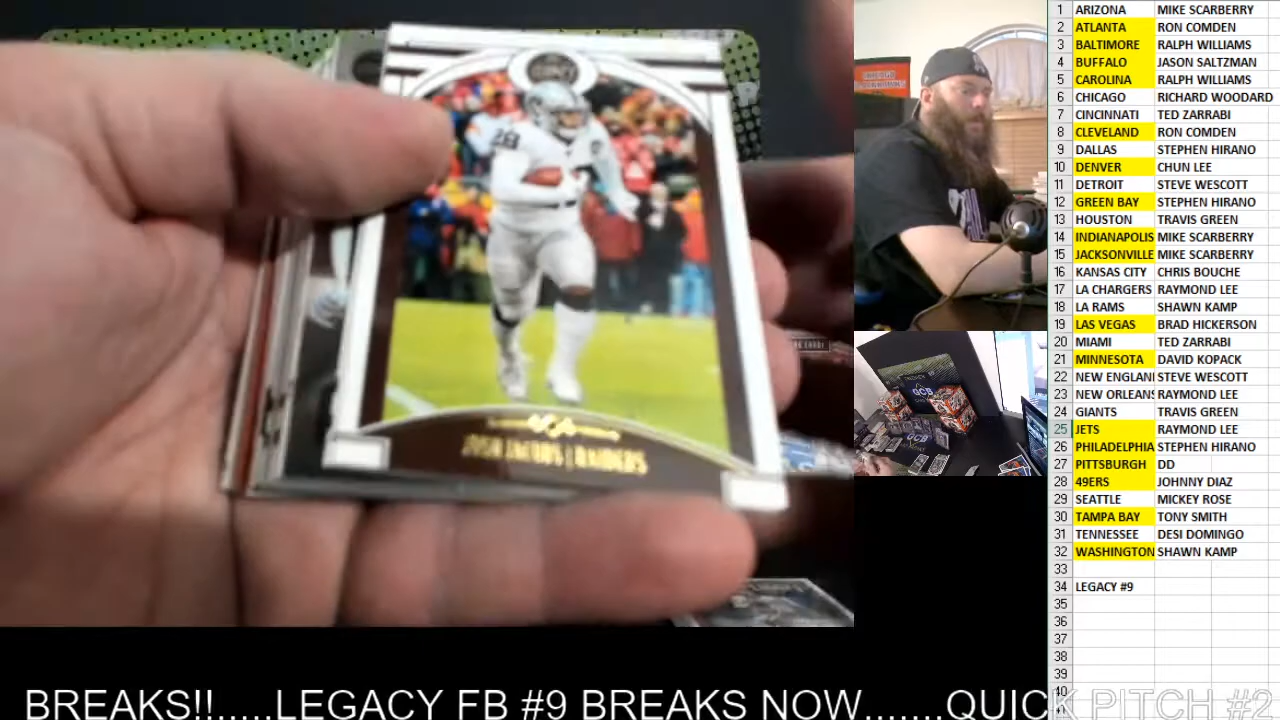 28
JOSH JACOBS | RAIDERS
GCB
1 ARIZONA MIKE SCARBERRY
2 ATLANTA RON COMDEN
3 BALTIMORE RALPH WILLIAMS
4 BUFFALO JASON SALTZMAN
5 CAROLINA RALPH WILLIAMS
6 CHICAGO RICHARD WOODARD
7 CINCINNATI TED ZARRABI
8 CLEVELAND RON COMDEN
9 DALLAS STEPHEN HIRANO
10 DENVER CHUN LEE
11 DETROIT STEVE WESCOTT
12 GREEN BAY STEPHEN HIRANO
13 HOUSTON TRAVIS GREEN
14 INDIANAPOLIS MIKE SCARBERRY
15 JACKSONVILLE MIKE SCARBERRY
16 KANSAS CITY CHRIS BOUCHE
17 LA CHARGERS RAYMOND LEE
18 LA RAMS SHAWN KAMP
19 LAS VEGAS BRAD HICKERSON
20 MIAMI TED ZARRABI
21 MINNESOTA DAVID KOPACK
22 NEW ENGLAN STEVE WESCOTT
23 NEW ORLEANS RAYMOND LEE
24 GIANTS TRAVIS GREEN
25 JETS RAYMOND LEE
26 PHILADELPHIA STEPHEN HIRANO
27 PITTSBURGH DD
28 49ERS JOHNNY DIAZ
29 SEATTLE MICKEY ROSE
30 TAMPA BAY TONY SMITH
31 TENNESSEE DESI DOMINGO
32 WASHINGTON SHAWN KAMP
33
34 LEGACY #9
35
36
37
38
39
40
BREAKS!!.....LEGACY FB #9 BREAKS NOW.......QUICK PITCH #2